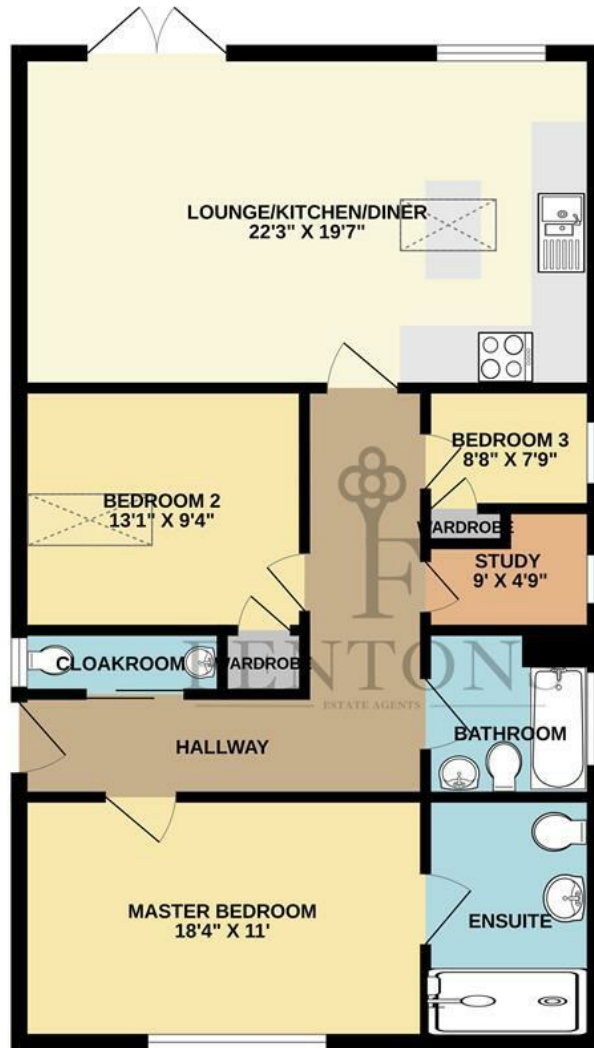 LOUNGE/KITCHEN/DINER
22'3" X 19'7"
BEDROOM 3
8'8" X 7'9"
BEDROOM 2
13'1" X 9'4"
WARDROBE
STUDY
9' X 4'9"
CLOAKROOM
WARDROBE
FENTONS
ESTATE AGENTS
BATHROOM
HALLWAY
MASTER BEDROOM
18'4" X 11'
ENSUITE